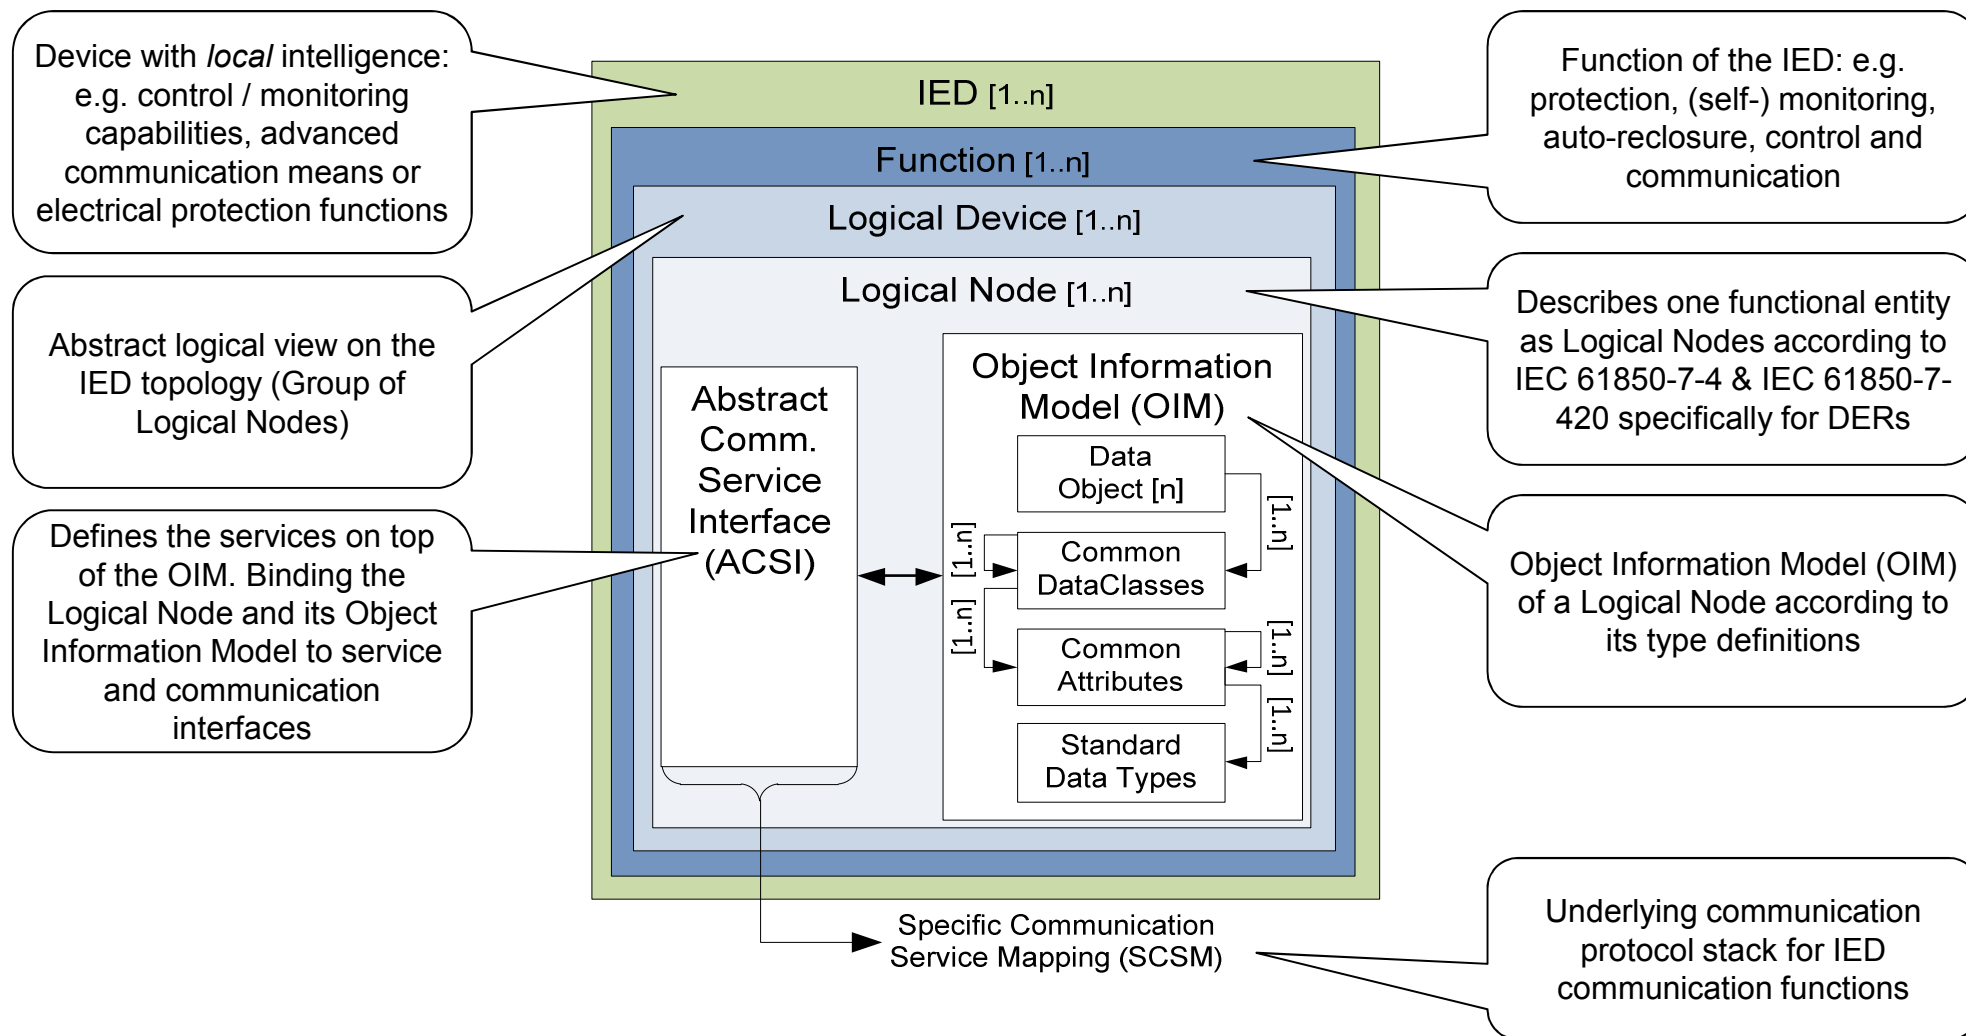 Device with local intelligence:
e.g. control / monitoring
capabilities, advanced
communication means or
electrical protection functions
Abstract logical view on the
IED topology (Group of
Logical Nodes)
Defines the services on top
of the OIM. Binding the
Logical Node and its Object
Information Model to service
and communication
interfaces
IED [1..n]
Function [1..n]
Logical Device [1..n]
Logical Node [1..n]
Abstract
Comm.
Service
Interface
(ACSI)
Object Information
Model (OIM)
Data
Object [n]
[1..n]
[1..n]
Common
DataClasses
[1..n]
Common
Attributes
[1..n]
[1..n]
Standard
Data Types
Specific Communication
Service Mapping (SCSM)
Function of the IED: e.g.
protection, (self-) monitoring,
auto-reclosure, control and
communication
Describes one functional entity
as Logical Nodes according to
IEC 61850-7-4 & IEC 61850-7-
420 specifically for DERs
Object Information Model (OIM)
of a Logical Node according to
its type definitions
Underlying communication
protocol stack for IED
communication functions